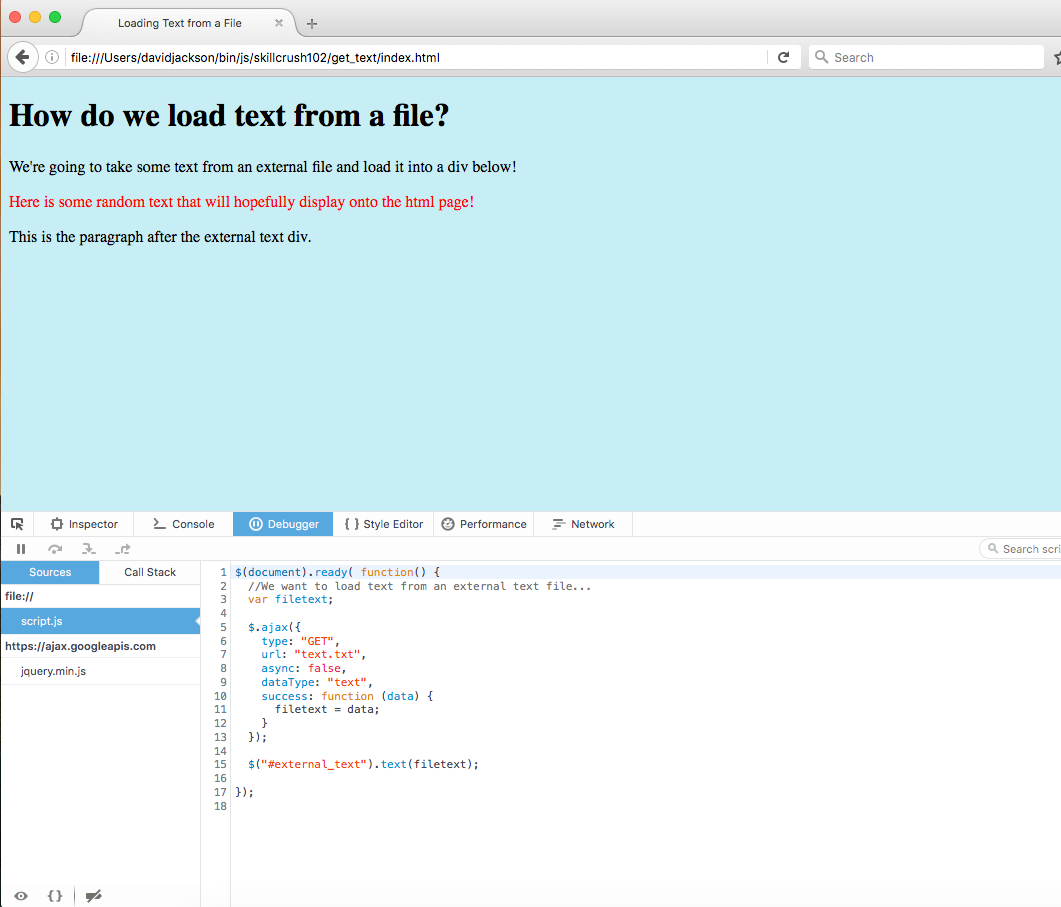 Loading Text from a File
file:///Users/davidjackson/bin/js/skillcrush102/get_text/index.html
Search
How do we load text from a file?
We're going to take some text from an external file and load it into a div below!
Here is some random text that will hopefully display onto the html page!
This is the paragraph after the external text div.
Inspector
Console
Debugger
{ } Style Editor
Performance
Network
Search scri
Sources
Call Stack
file://
script.js
https://ajax.googleapis.com
jquery.min.js
1 $(document).ready( function() {
2 //We want to load text from an external text file...
3 var filetext;
4
5 $.ajax({
6 type: "GET",
7 url: "text.txt",
8 async: false,
9 dataType: "text",
10 success: function (data) {
11 filetext = data;
12 }
13 });
14
15 $("#external_text").text(filetext);
16
17 });
18
{}